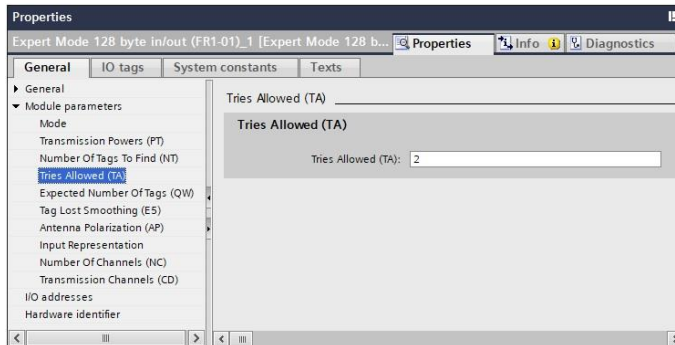 Properties
Expert Mode 128 byte in/out (FR1-01)_1 [Expert Mode 128 b...
Properties
Info
Diagnostics
General
IO tags
System constants
Texts
General
Module parameters
Mode
Transmission Powers (PT)
Number Of Tags To Find (NT)
Tries Allowed (TA)
Expected Number Of Tags (QW)
Tag Lost Smoothing (E5)
Antenna Polarization (AP)
Input Representation
Number Of Channels (NC)
Transmission Channels (CD)
I/O addresses
Hardware identifier
Tries Allowed (TA)
Tries Allowed (TA)
Tries Allowed (TA): 2